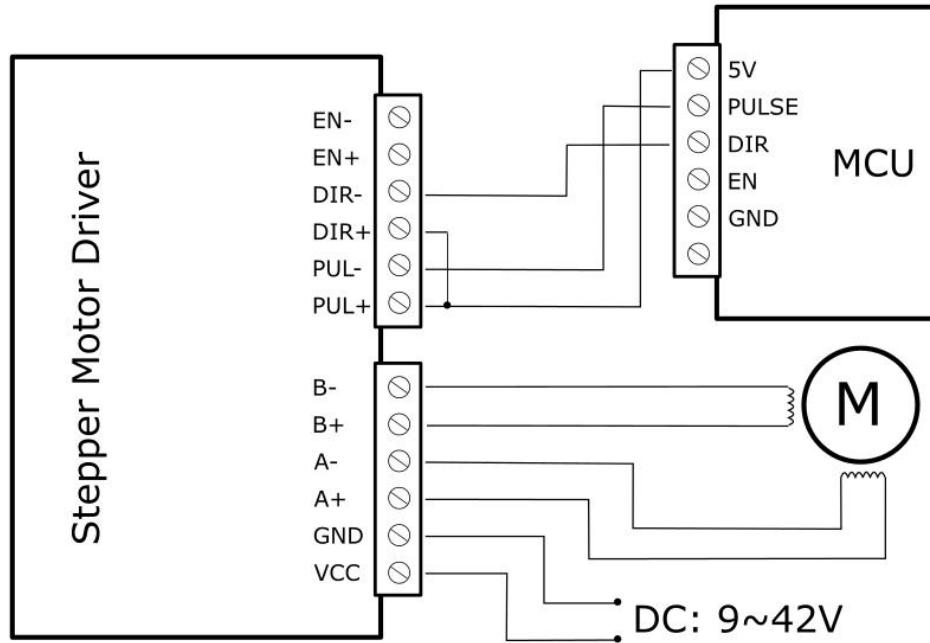 Stepper Motor Driver
EN-
EN+
DIR-
DIR+
PUL-
PUL+
B-
B+
A-
A+
GND
VCC
5V
PULSE
DIR
EN
GND
MCU
M
DC: 9~42V